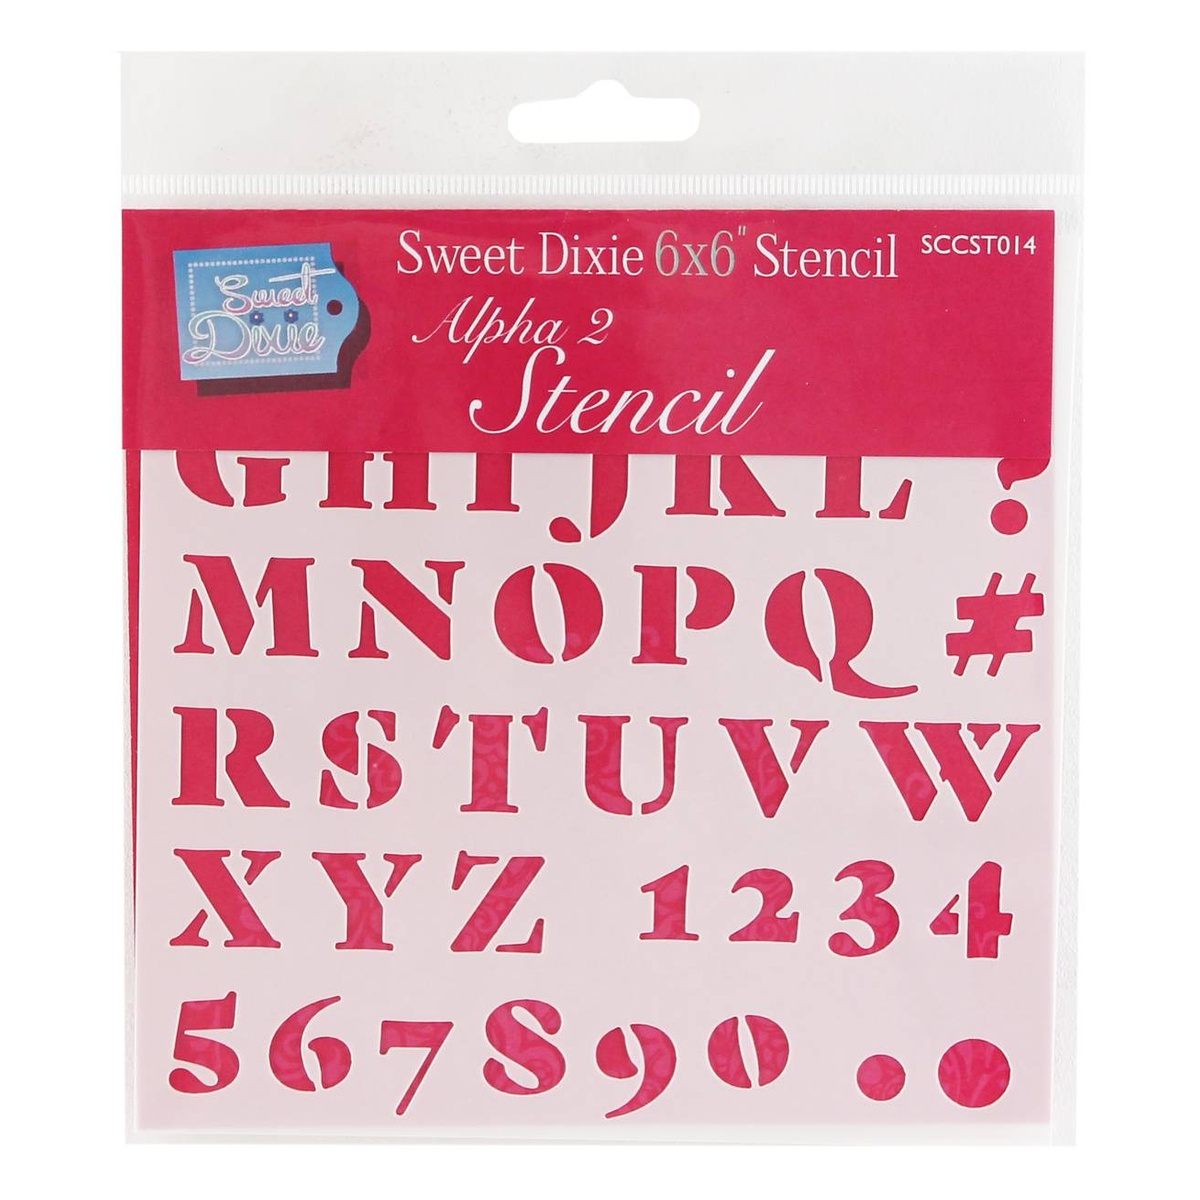 Sweet Dixie 6x6" Stencil SCCST014
Sweet
Dixie
Alpha 2
Stencil
GHIJKL?
MNOPQ#
RSTUVW
XYZ 1234
567890